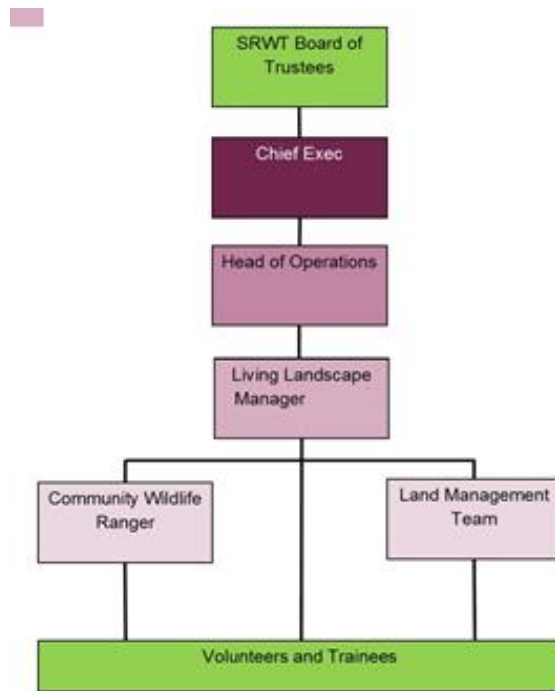 SRWT Board of
Trustees
Chief Exec
Head of Operations
Living Landscape
Manager
Community Wildlife
Ranger
Land Management
Team
Volunteers and Trainees